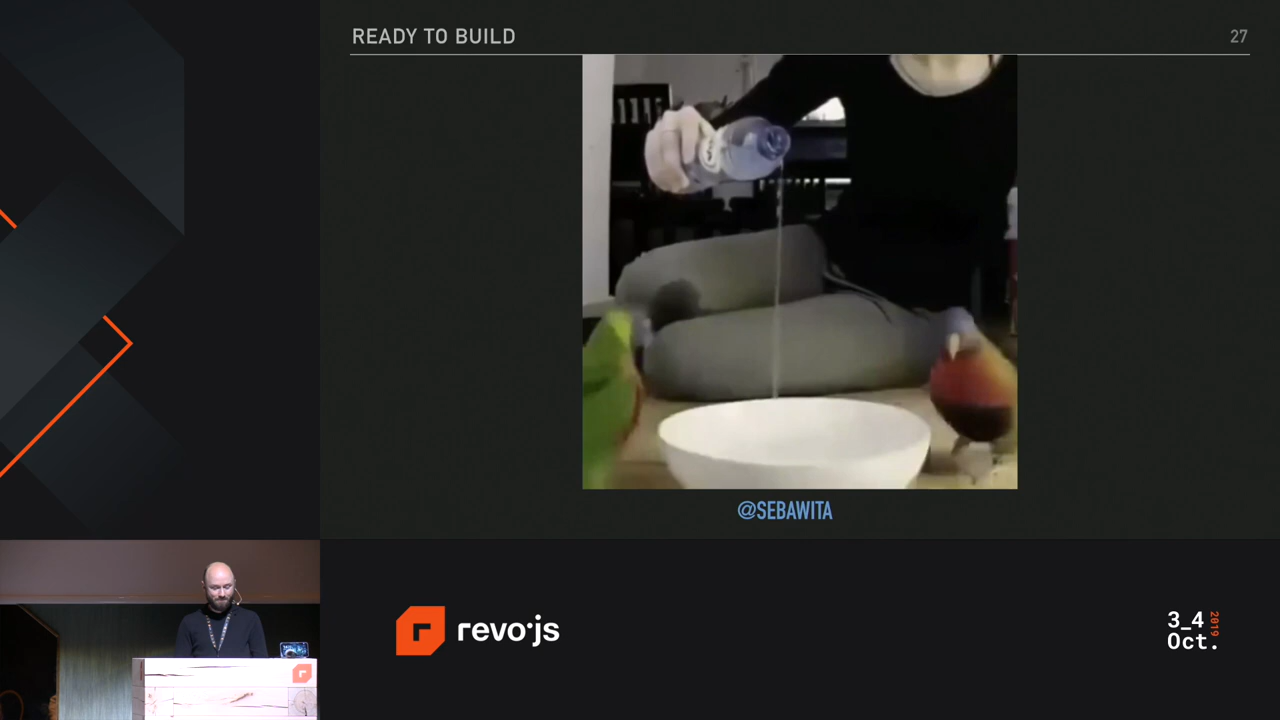 READY TO BUILD
27
@SEBAWITA
revo.js
3_4
Oct.
2019